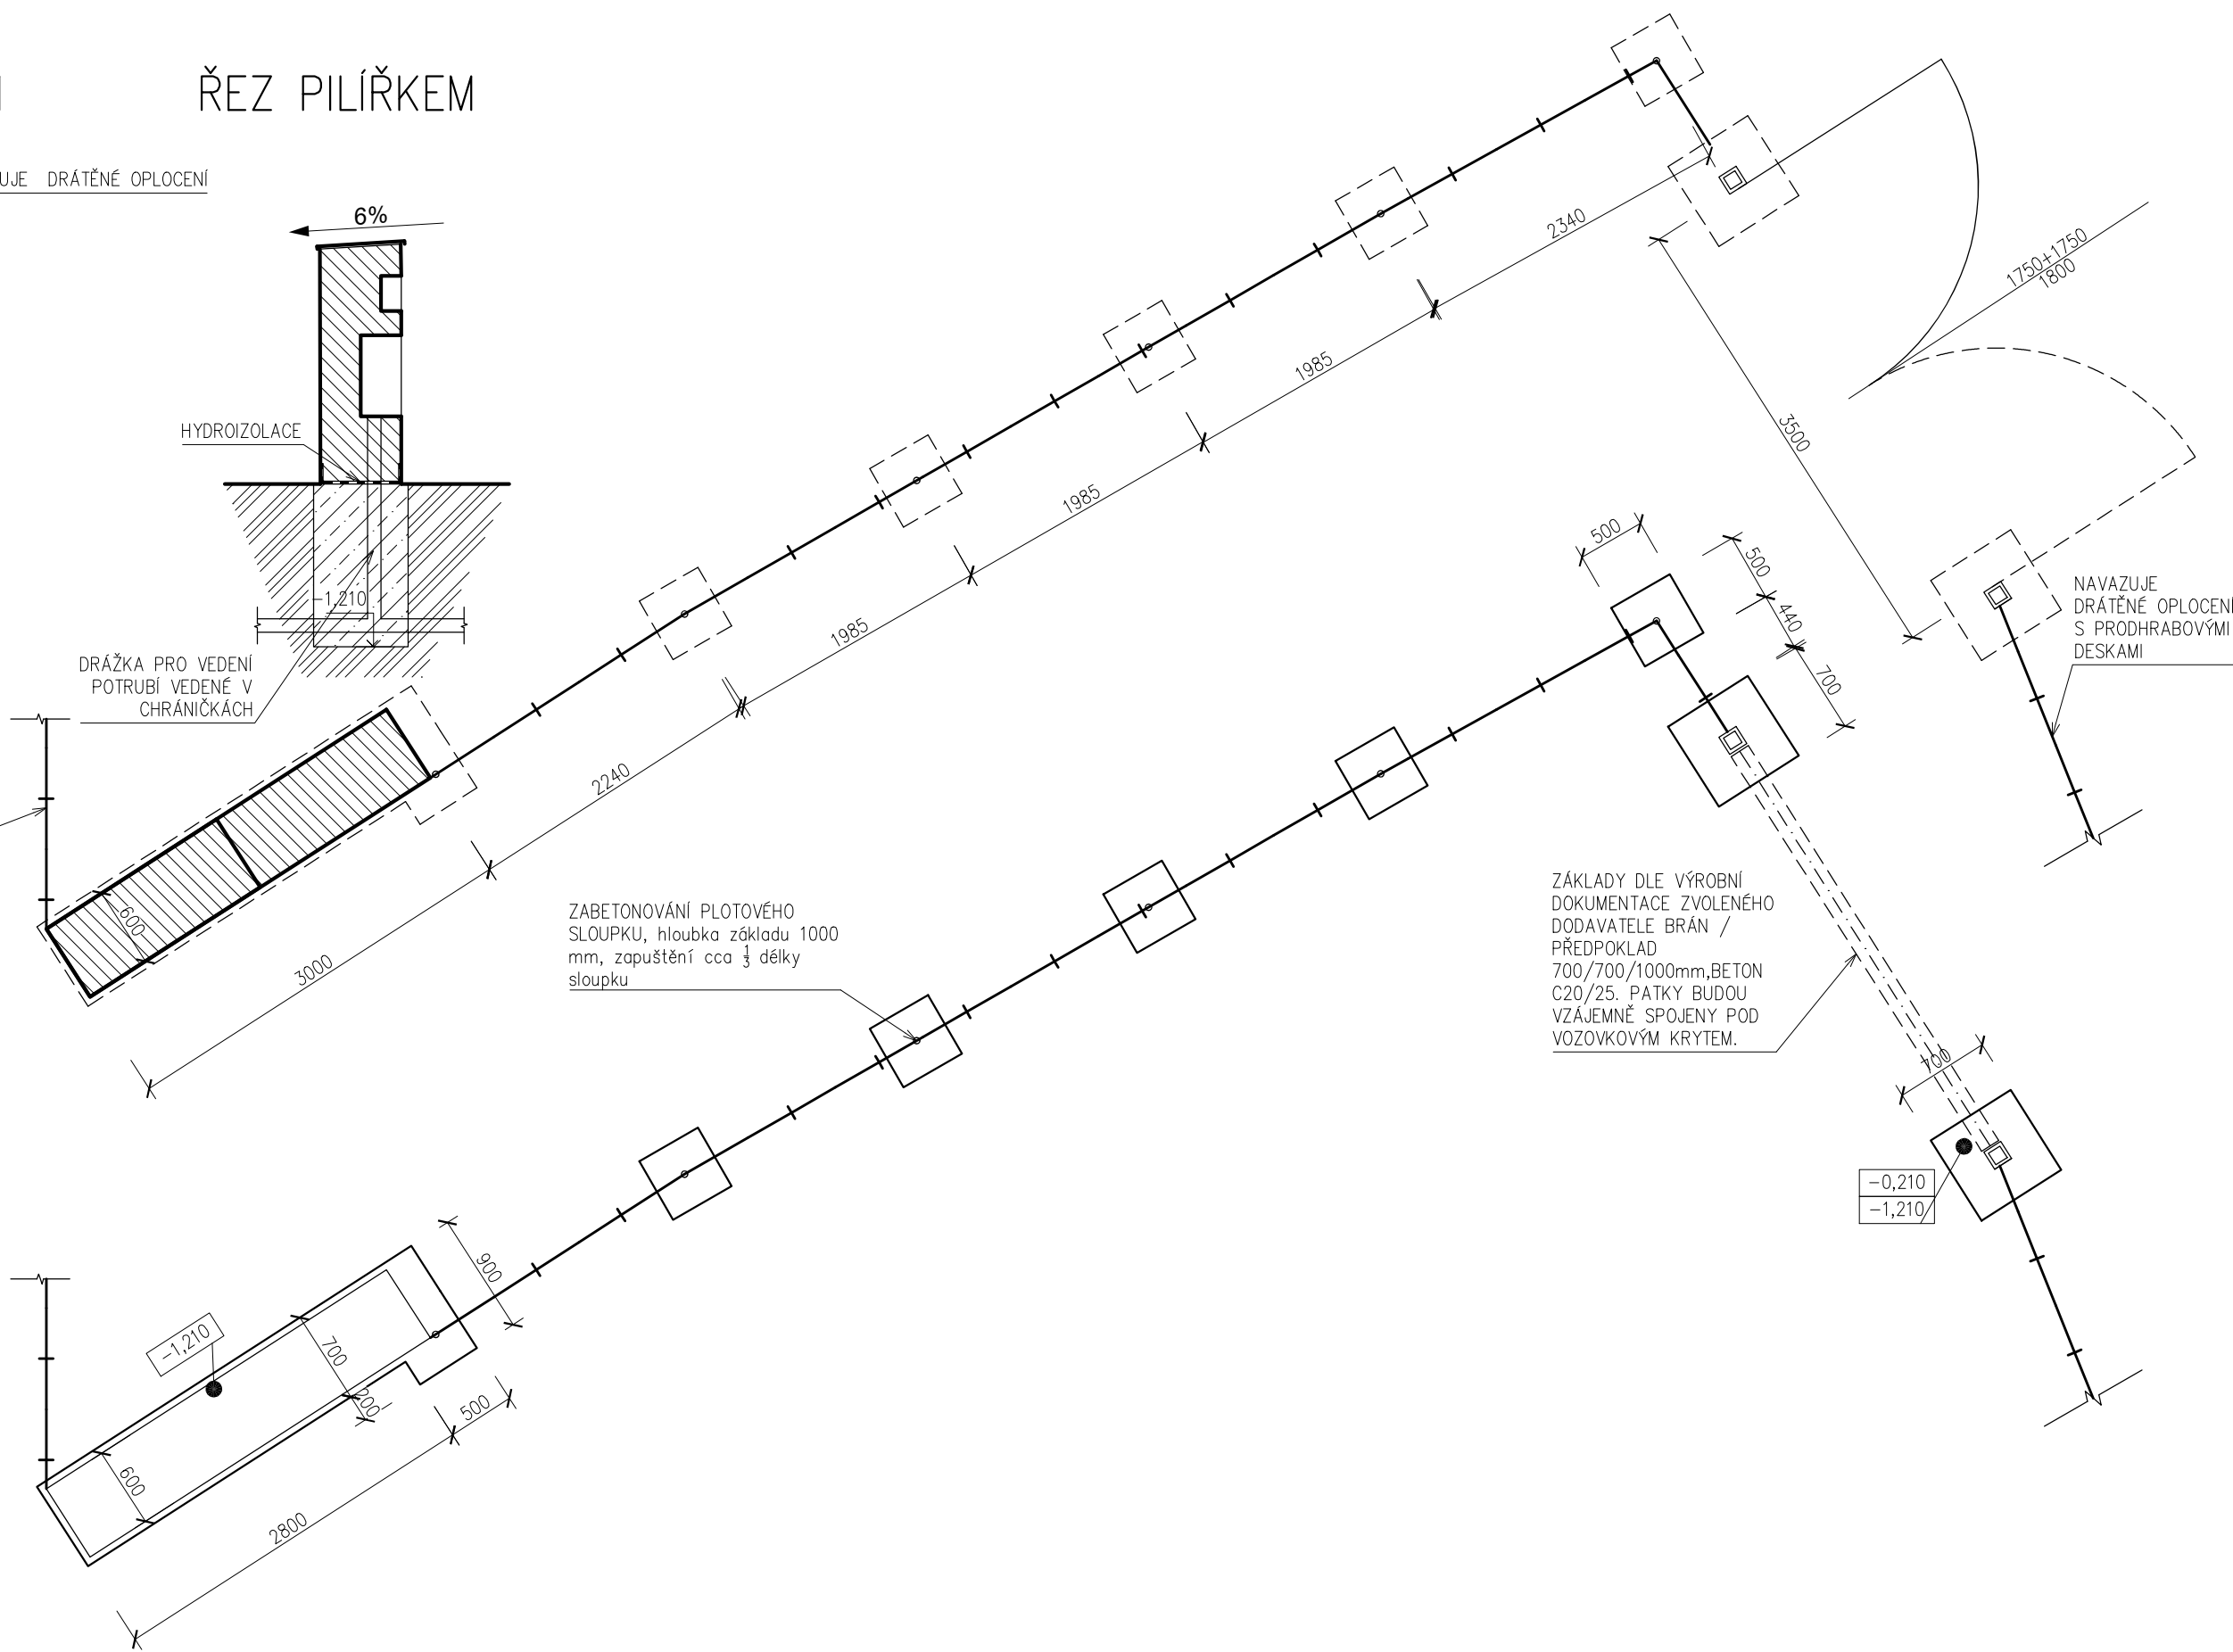 ŘEZ PILÍŘKEM
UJE DRÁTĚNÉ OPLOCENÍ
6%
HYDROIZOLACE
-1,210
DRÁŽKA PRO VEDENÍ
POTRUBÍ VEDENÉ V
CHRÁNIČKÁCH
600
3000
2240
1985
1985
1985
2340
3500
1750+1750
1800
NAVAZUJE
DRÁTĚNÉ OPLOCENÍ
S PRODHRABOVÝMI
DESKAMI
500
500
440
700
ZABETONOVÁNÍ PLOTOVÉHO
SLOUPKU, hloubka základu 1000
mm, zapuštění cca 1/3 délky
sloupku
ZÁKLADY DLE VÝROBNÍ
DOKUMENTACE ZVOLENÉHO
DODAVATELE BRÁN /
PŘEDPOKLAD
700/700/1000mm,BETON
C20/25. PATKY BUDOU
VZÁJEMNĚ SPOJENY POD
VOZOVKOVÝM KRYTEM.
700
-0,210
-1,210
900
-1,210
700
200
500
600
2800